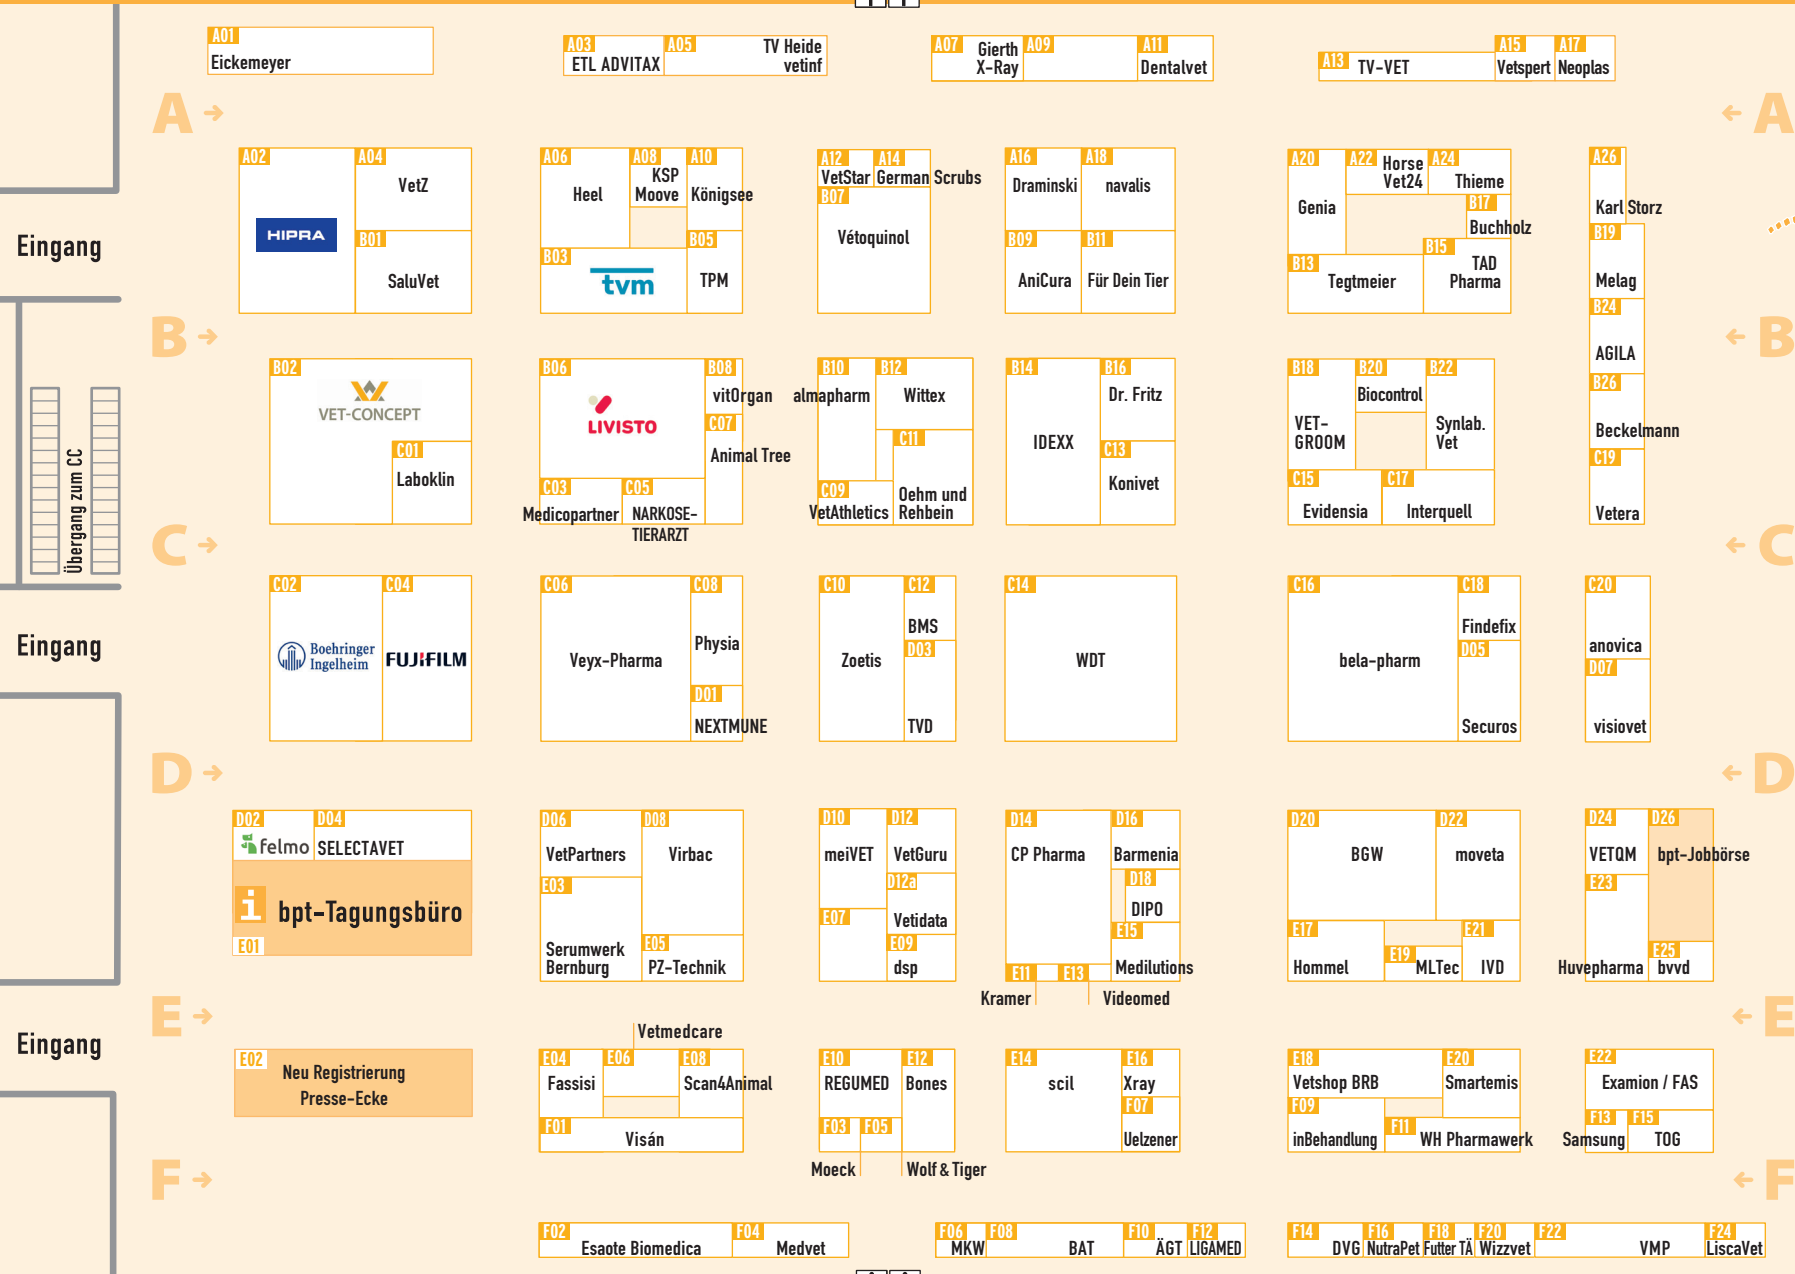 A01
Eickemeyer
A03
ETL ADVITAX
A05
TV Heide
vetinf
A07
Gierth
X-Ray
A09
A11
Dentalvet
A13
TV-VET
A15
Vetspert
A17
Neoplas
A
A
A02
HIPRA
A04
VetZ
B01
SaluVet
A06
Heel
A08
KSP
Moove
A10
Königsee
B03
tvm
B05
TPM
A12
VetStar
A14
German Scrubs
B07
Vétoquinol
A16
Draminski
A18
navalis
B09
AniCura
B11
Für Dein Tier
A20
Genia
A22
Horse
Vet24
A24
Thieme
B17
Buchholz
B13
Tegtmeier
B15
TAD
Pharma
A26
Karl Storz
B19
Melag
B24
AGILA
B26
Beckelmann
C19
Vetera
Eingang
B
B
B02
VET-CONCEPT
C01
Laboklin
B06
LIVISTO
B08
vitOrgan
C07
Animal Tree
C03
Medicopartner
C05
NARKOSE-
TIERARZT
B10
almapharm
B12
Wittex
C11
Oehm und
Rehbein
C09
VetAthletics
B14
IDEXX
B16
Dr. Fritz
C13
Konivet
B18
VET-
GROOM
B20
Biocontrol
B22
Synlab.
Vet
C15
Evidensia
C17
Interquell
Übergang zum CC
C
C
C02
Boehringer
Ingelheim
C04
FUJIFILM
C06
Veyx-Pharma
C08
Physia
D01
NEXTMUNE
C10
Zoetis
C12
BMS
D03
TVD
C14
WDT
C16
bela-pharm
C18
Findefix
D05
Securos
C20
anovica
D07
visiovet
Eingang
D
D
D02
felmo
D04
SELECTAVET
i
bpt-Tagungsbüro
E01
D06
VetPartners
D08
Virbac
E03
Serumwerk
Bernburg
E05
PZ-Technik
D10
meiVET
D12
VetGuru
D12a
Vetidata
E07
E09
dsp
D14
CP Pharma
D16
Barmenia
D18
DIPO
E15
Medilutions
E11
Kramer
E13
Videomed
D20
BGW
D22
moveta
E17
Hommel
E19
MLTec
E21
IVD
D24
VETQM
D26
bpt-Jobbörse
E23
Huvepharma
E25
bvvd
Eingang
E
E
E02
Neu Registrierung
Presse-Ecke
Vetmedcare
E04
Fassisi
E06
E08
Scan4Animal
F01
Visán
E10
REGUMED
E12
Bones
F03
Moeck
F05
Wolf & Tiger
E14
scil
E16
Xray
F07
Uelzener
E18
Vetshop BRB
E20
Smartemis
F09
inBehandlung
F11
WH Pharmawerk
E22
Examion / FAS
F13
Samsung
F15
TOG
F
F
F02
Esaote Biomedica
F04
Medvet
F06
MKW
F08
BAT
F10
ÄGT
F12
LIGAMED
F14
DVG
F16
NutraPet
F18
Futter TÄ
F20
Wizzvet
F22
VMP
F24
LiscaVet